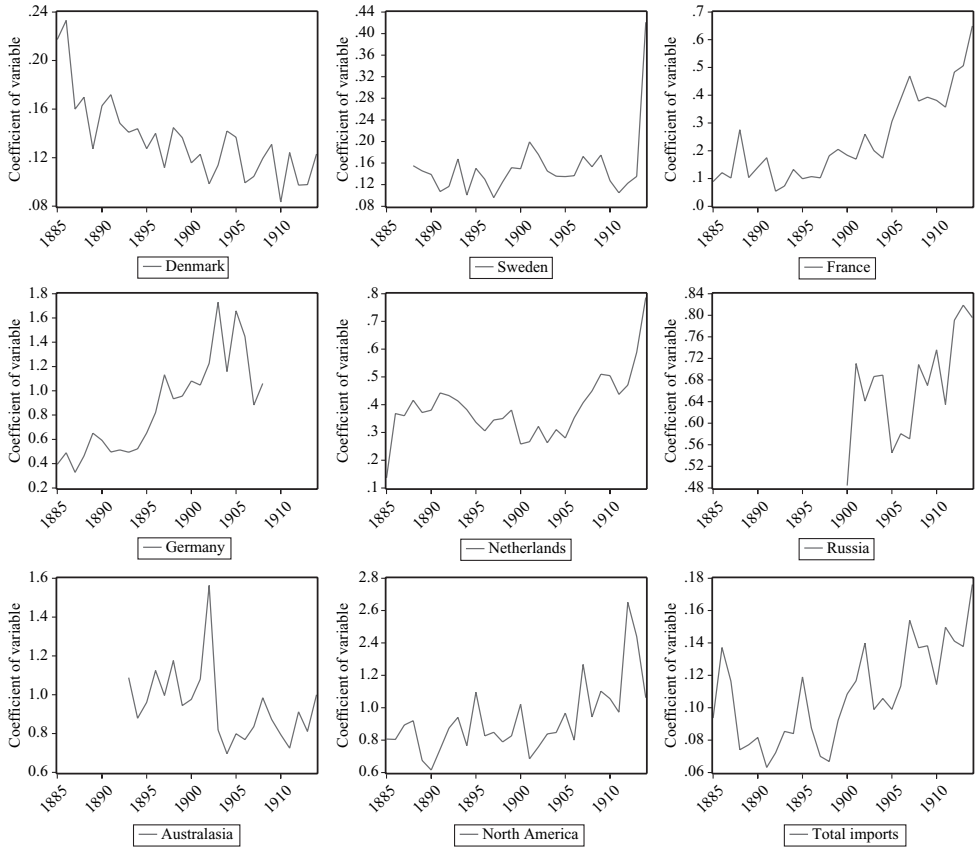 Coefficient of variable
.24
.20
.16
.12
.08
1885 1890 1895 1900 1905 1910
Denmark
Coefficient of variable
.44
.40
.36
.32
.28
.24
.20
.16
.12
.08
1885 1890 1895 1900 1905 1910
Sweden
Coefficient of variable
.7
.6
.5
.4
.3
.2
.1
.0
1885 1890 1895 1900 1905 1910
France
Coefficient of variable
1.8
1.6
1.4
1.2
1.0
0.8
0.6
0.4
0.2
1885 1890 1895 1900 1905 1910
Germany
Coefficient of variable
.8
.7
.6
.5
.4
.3
.2
.1
1885 1890 1895 1900 1905 1910
Netherlands
Coefficient of variable
.84
.80
.76
.72
.68
.64
.60
.56
.52
.48
1885 1890 1895 1900 1905 1910
Russia
Coefficient of variable
1.6
1.4
1.2
1.0
0.8
0.6
1885 1890 1895 1900 1905 1910
Australasia
Coefficient of variable
2.8
2.6
2.4
1.2
1.0
0.8
0.6
1885 1890 1895 1900 1905 1910
North America
Coefficient of variable
.18
.16
.14
.12
.10
.08
.06
1885 1890 1895 1900 1905 1910
Total imports